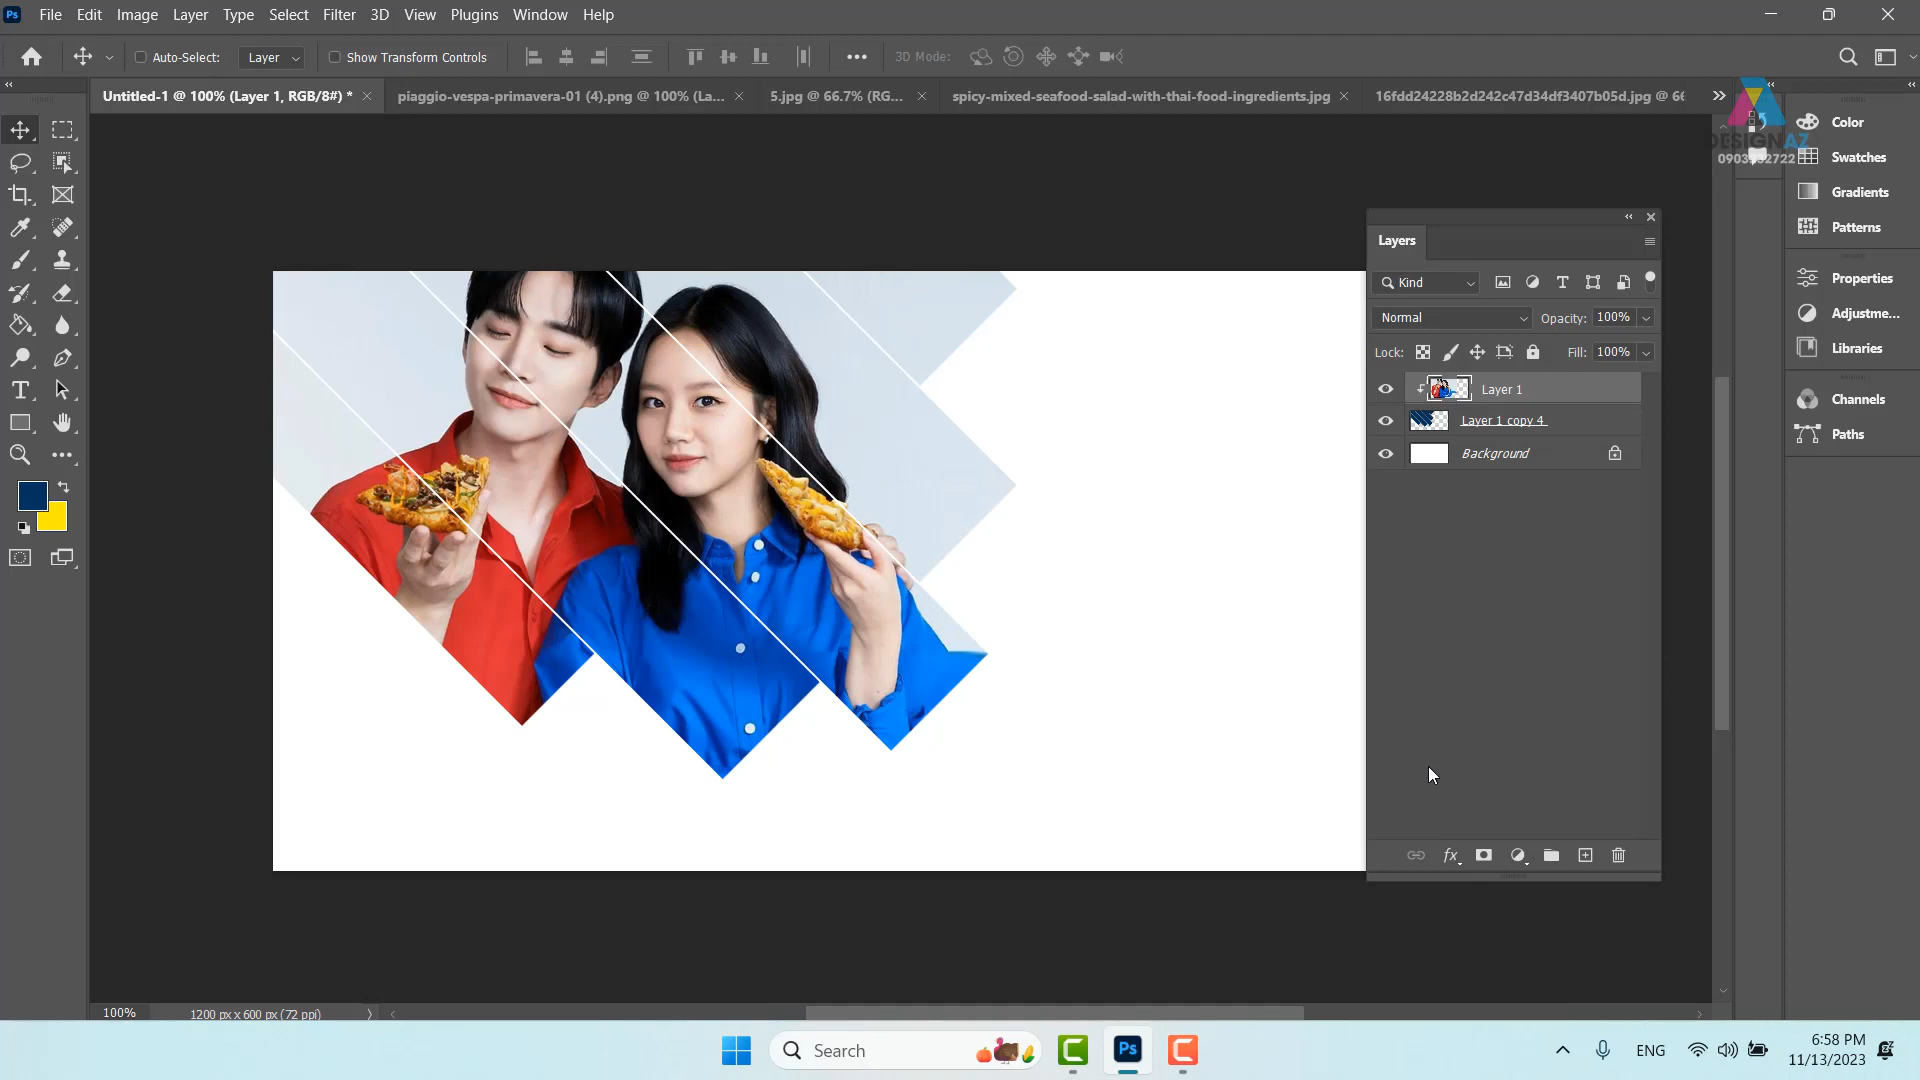 Ps File Edit Image Layer Type Select Filter 3D View Plugins Window Help
Auto-Select: Layer Show Transform Controls 3D Mode:
Untitled-1 @ 100% (Layer 1, RGB/8#) * piaggio-vespa-primavera-01 (4).png @ 100% (La... 5.jpg @ 66.7% (RG... spicy-mixed-seafood-salad-with-thai-food-ingredients.jpg 16fdd24228b2d242c47d34df3407b05d.jpg @ 66
DESIGNAZ
Color
Swatches
Gradients
Patterns
Properties
Adjustme...
Libraries
Channels
Paths
Layers
Kind
Normal Opacity: 100%
Lock: Fill: 100%
Layer 1
Layer 1 copy 4
Background
fx
100% 1200 px x 600 px (72 ppi)
Search
Ps
ENG
6:58 PM
11/13/2023